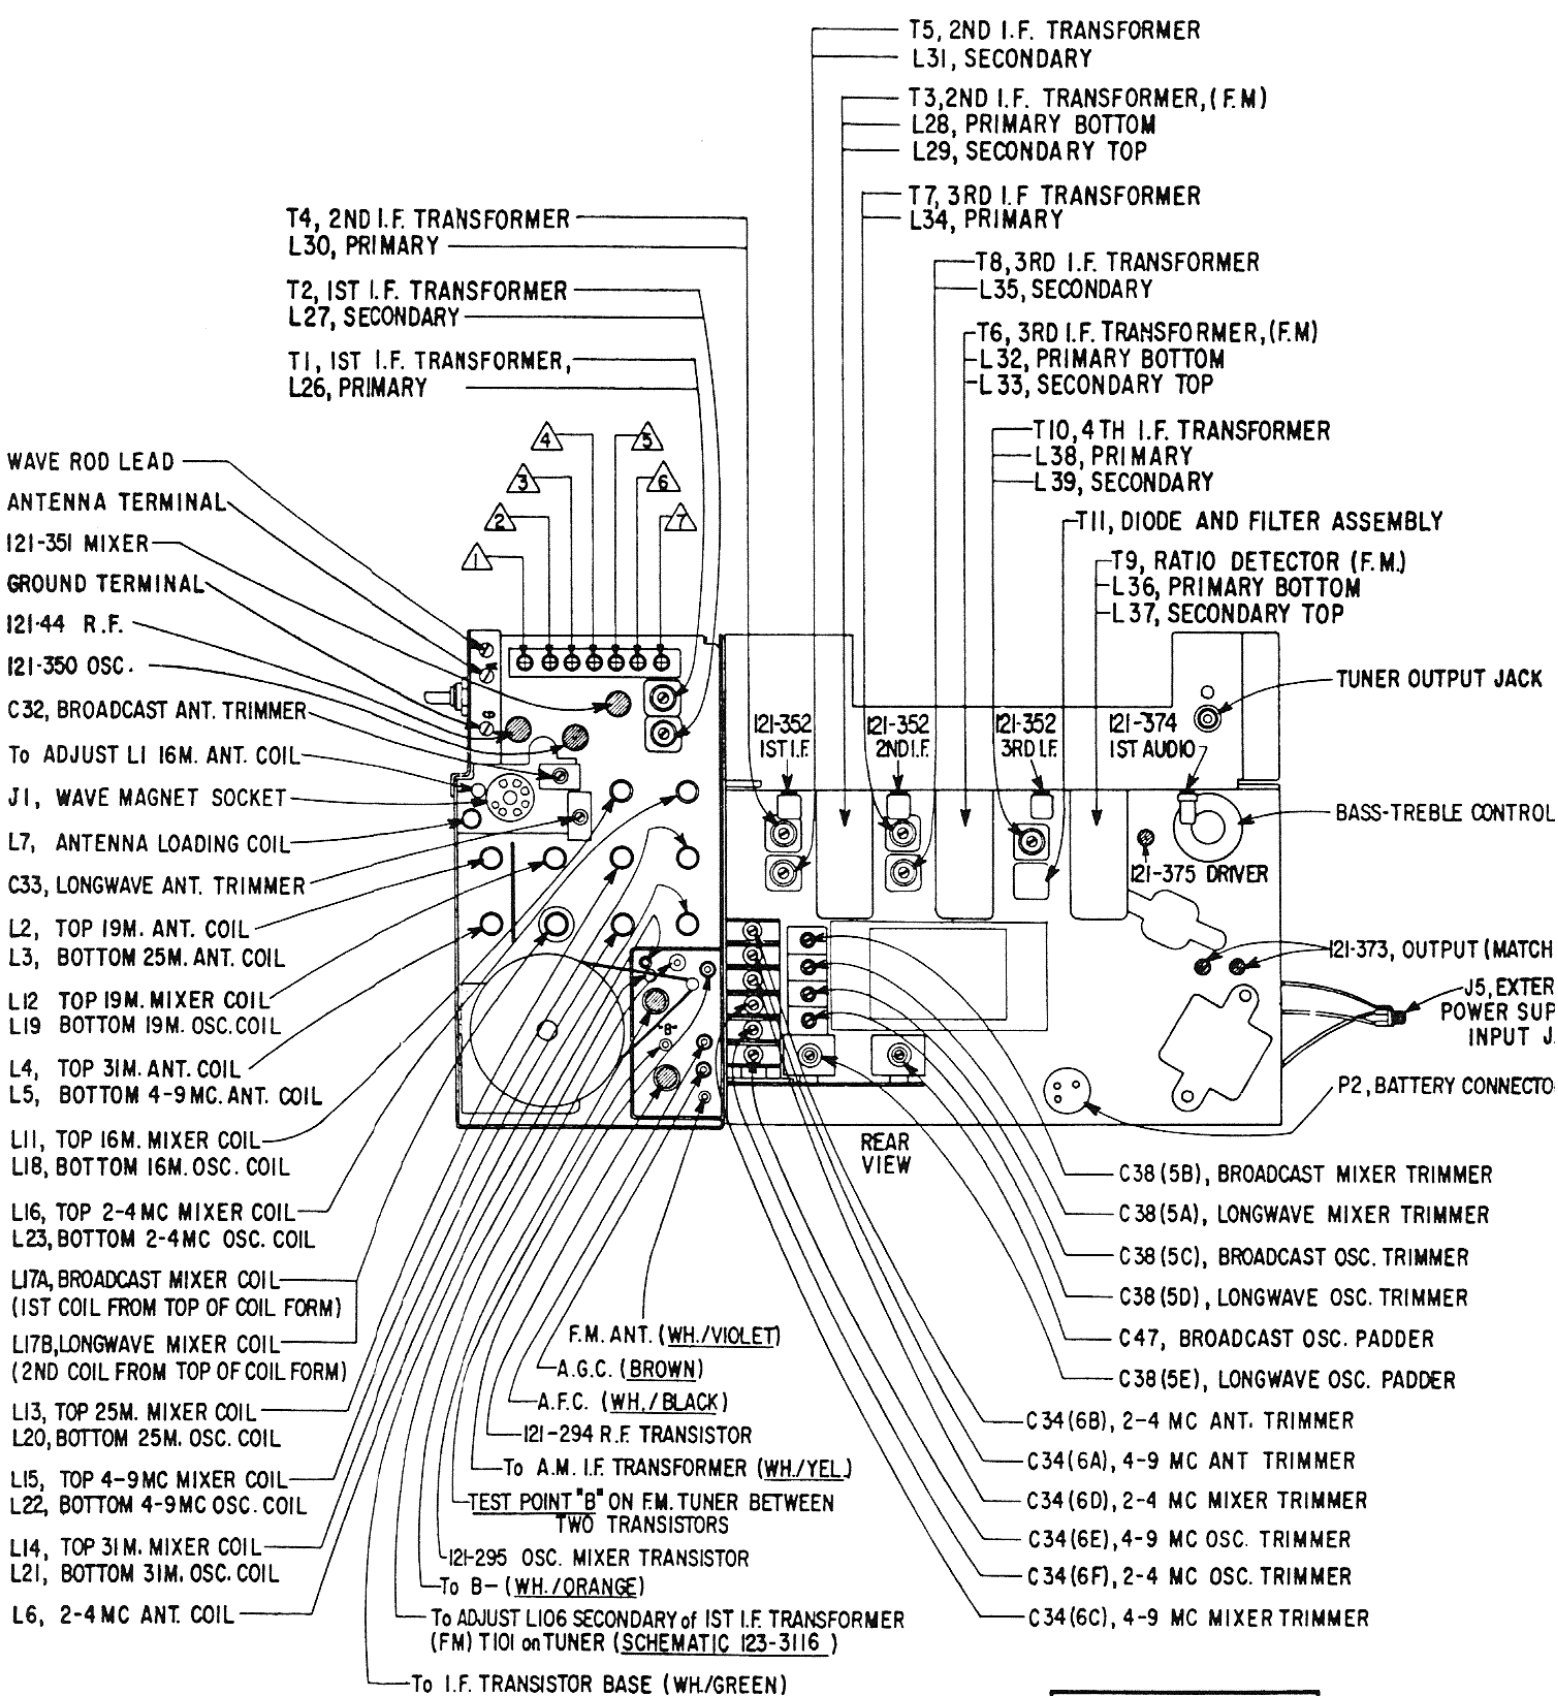 T5, 2ND I.F. TRANSFORMER
L31, SECONDARY
T3, 2ND I.F. TRANSFORMER, (F.M)
L28, PRIMARY BOTTOM
L29, SECONDARY TOP
T7, 3RD I.F TRANSFORMER
L34, PRIMARY
T8, 3RD I.F. TRANSFORMER
L35, SECONDARY
T6, 3RD I.F. TRANSFORMER, (F.M)
L32, PRIMARY BOTTOM
L33, SECONDARY TOP
T10, 4TH I.F. TRANSFORMER
L38, PRIMARY
L39, SECONDARY
T11, DIODE AND FILTER ASSEMBLY
T9, RATIO DETECTOR (F.M.)
L36, PRIMARY BOTTOM
L37, SECONDARY TOP
T4, 2ND I.F. TRANSFORMER
L30, PRIMARY
T2, 1ST I.F. TRANSFORMER
L27, SECONDARY
T1, 1ST I.F. TRANSFORMER,
L26, PRIMARY
4
5
3
6
2
7
1
WAVE ROD LEAD
ANTENNA TERMINAL
121-351 MIXER
GROUND TERMINAL
121-44 R.F.
121-350 OSC.
C32, BROADCAST ANT. TRIMMER
To ADJUST L1 16M. ANT. COIL
J1, WAVE MAGNET SOCKET
L7, ANTENNA LOADING COIL
C33, LONGWAVE ANT. TRIMMER
L2, TOP 19M. ANT. COIL
L3, BOTTOM 25M. ANT. COIL
L12 TOP 19M. MIXER COIL
L19 BOTTOM 19M. OSC. COIL
L4, TOP 31M. ANT. COIL
L5, BOTTOM 4-9 MC. ANT. COIL
L11, TOP 16M. MIXER COIL
L18, BOTTOM 16M. OSC. COIL
L16, TOP 2-4 MC MIXER COIL
L23, BOTTOM 2-4MC OSC. COIL
L17A, BROADCAST MIXER COIL
(1ST COIL FROM TOP OF COIL FORM)
L17B, LONGWAVE MIXER COIL
(2ND COIL FROM TOP OF COIL FORM)
L13, TOP 25M. MIXER COIL
L20, BOTTOM 25M. OSC. COIL
L15, TOP 4-9MC MIXER COIL
L22, BOTTOM 4-9MC OSC. COIL
L14, TOP 31M. MIXER COIL
L21, BOTTOM 31M. OSC. COIL
L6, 2-4 MC ANT. COIL
A
G
121-352
1ST I.F.
121-352
2ND I.F.
121-352
3RD I.F.
121-374
1ST AUDIO
TUNER OUTPUT JACK
BASS-TREBLE CONTROL
121-375 DRIVER
121-373, OUTPUT (MATCH
J5, EXTER
POWER SUP
INPUT J
P2, BATTERY CONNECTO
-B-
REAR
VIEW
F.M. ANT. (WH./VIOLET)
A.G.C. (BROWN)
A.F.C. (WH./BLACK)
121-294 R.F. TRANSISTOR
To A.M. I.F. TRANSFORMER (WH./YEL.)
TEST POINT "B" ON F.M. TUNER BETWEEN
TWO TRANSISTORS
121-295 OSC. MIXER TRANSISTOR
To B- (WH./ORANGE)
To ADJUST L106 SECONDARY of 1ST I.F. TRANSFORMER
(FM) T101 on TUNER (SCHEMATIC 123-3116)
To I.F. TRANSISTOR BASE (WH./GREEN)
C38 (5B), BROADCAST MIXER TRIMMER
C38 (5A), LONGWAVE MIXER TRIMMER
C38 (5C), BROADCAST OSC. TRIMMER
C38 (5D), LONGWAVE OSC. TRIMMER
C47, BROADCAST OSC. PADDER
C38 (5E), LONGWAVE OSC. PADDER
C34 (6B), 2-4 MC ANT. TRIMMER
C34 (6A), 4-9 MC ANT TRIMMER
C34 (6D), 2-4 MC MIXER TRIMMER
C34 (6E), 4-9 MC OSC. TRIMMER
C34 (6F), 2-4 MC OSC. TRIMMER
C34 (6C), 4-9 MC MIXER TRIMMER